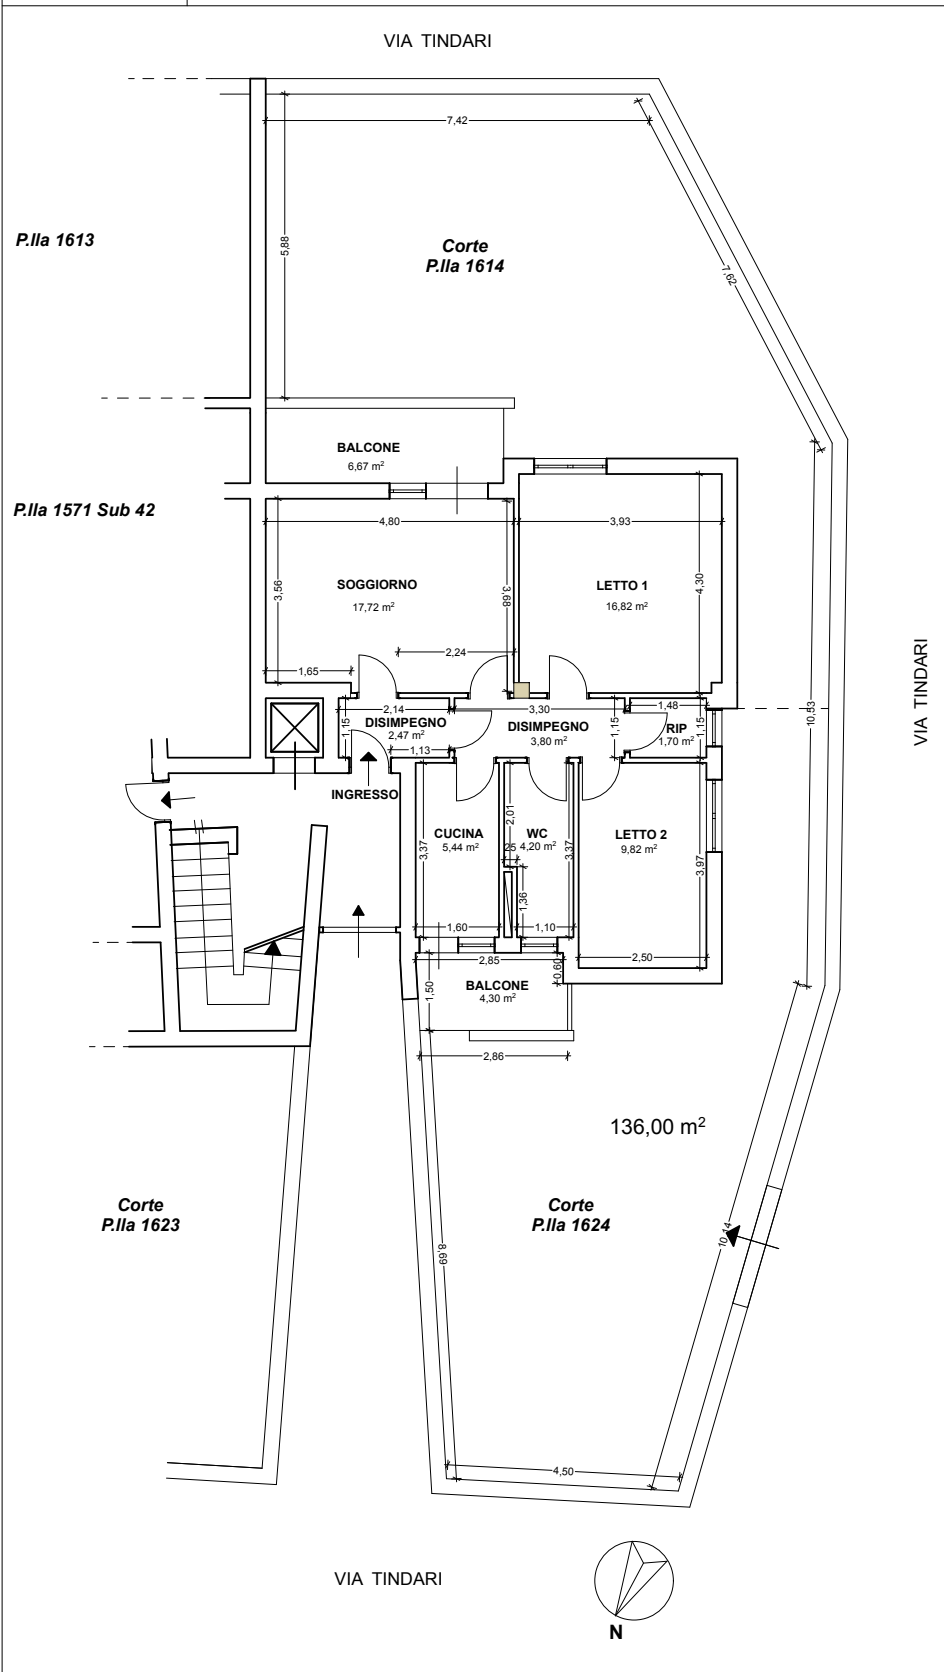 VIA TINDARI
7,42
5,88
P.lla 1613
Corte
P.lla 1614
7,62
BALCONE
6,67 m²
P.lla 1571 Sub 42
4,80
3,93
3,56
SOGGIORNO
17,72 m²
3,68
LETTO 1
16,82 m²
4,30
2,24
1,65
VIA TINDARI
2,14
3,30
1,48
10,53
1,15
DISIMPEGNO
2,47 m²
DISIMPEGNO
3,80 m²
1,15
RIP
1,70 m²
1,15
1,13
INGRESSO
2,01
CUCINA
5,44 m²
WC
25
4,20 m²
LETTO 2
9,82 m²
3,37
3,37
3,97
1,36
1,60
1,10
2,85
2,50
0,60
BALCONE
4,30 m²
1,50
2,86
136,00 m²
Corte
P.lla 1623
Corte
P.lla 1624
8,69
10,14
4,50
VIA TINDARI
N